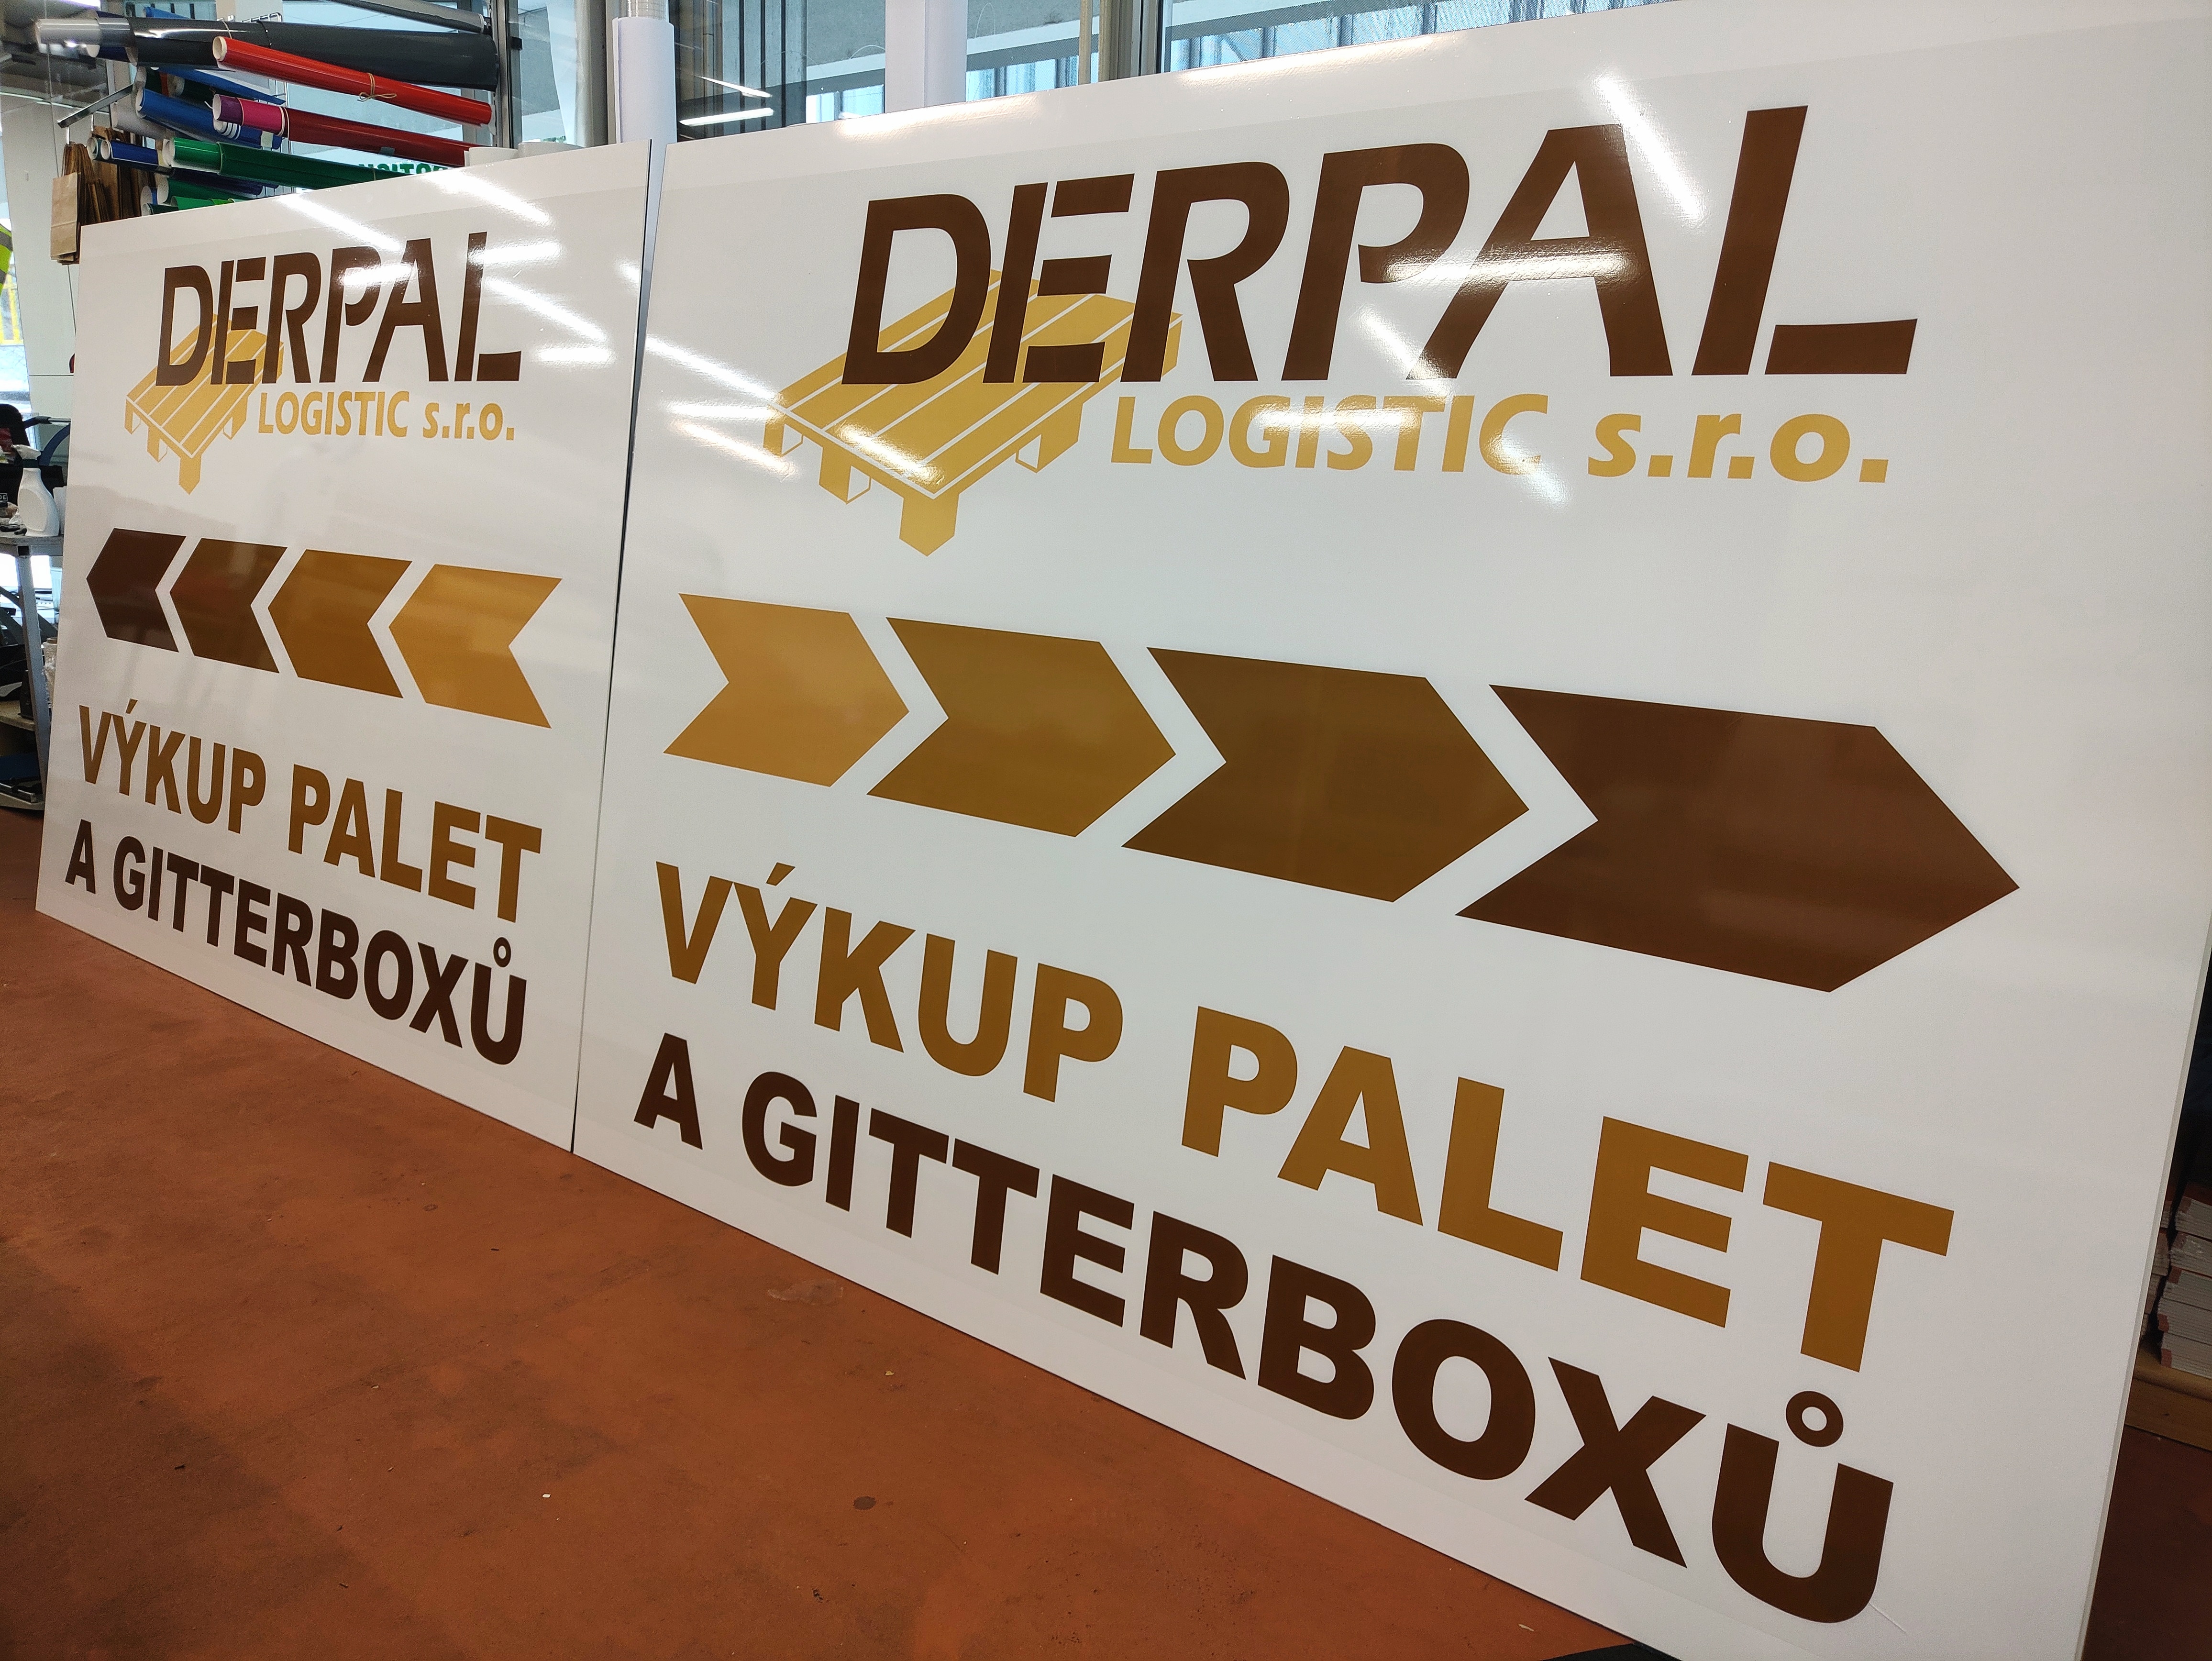 DERPAL
LOGISTIC s.r.o.
VÝKUP PALET
A GITTERBOXŮ
DERPAL
LOGISTIC s.r.o.
VÝKUP PALET
A GITTERBOXŮ